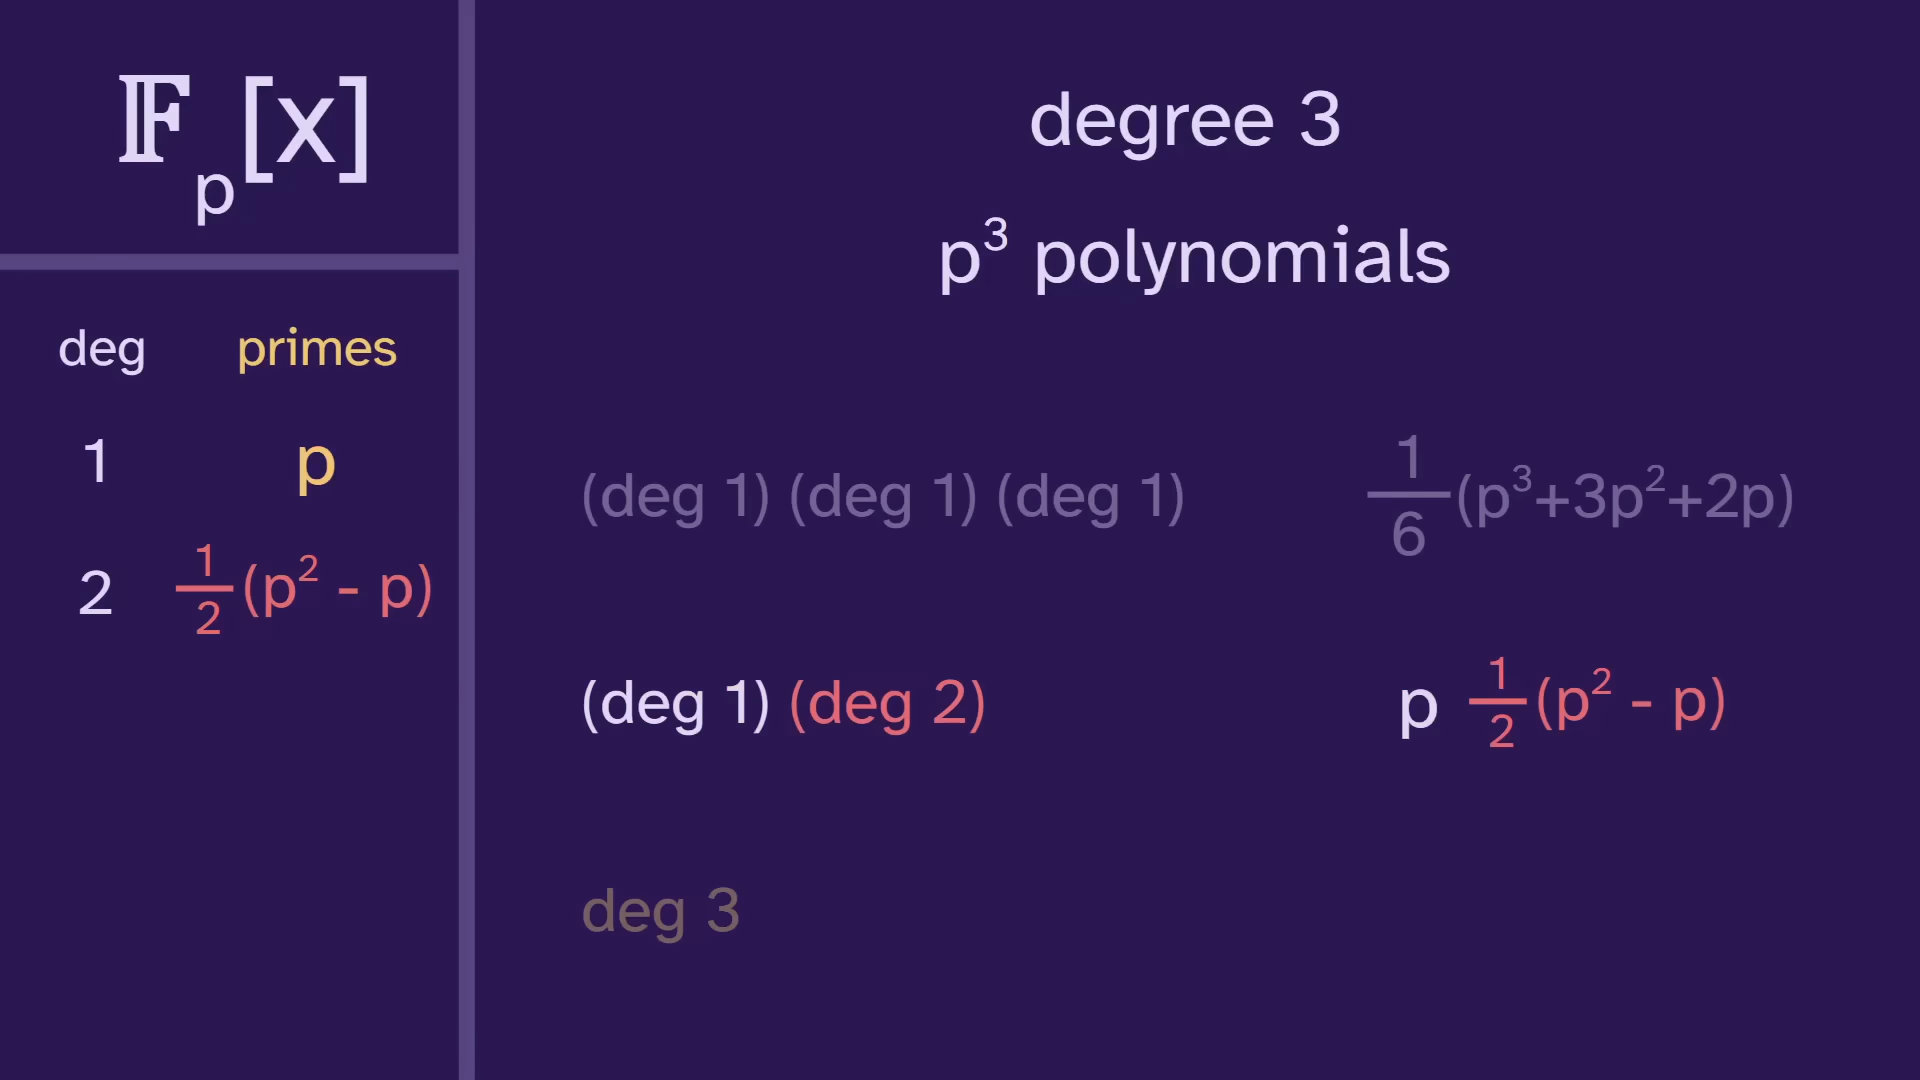 𝔽ₚ[x]
deg primes
1 p
2 1/2(p² - p)
degree 3
p³ polynomials
(deg 1) (deg 1) (deg 1) 1/6(p³+3p²+2p)
(deg 1) (deg 2) p 1/2(p² - p)
deg 3